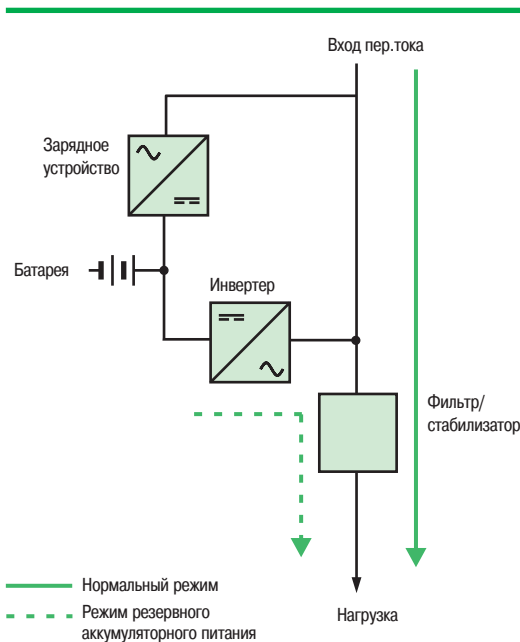 Вход пер.тока
Зарядное
устройство
Батарея
Инвертер
Фильтр/
стабилизатор
Нормальный режим
Режим резервного
аккумуляторного питания
Нагрузка